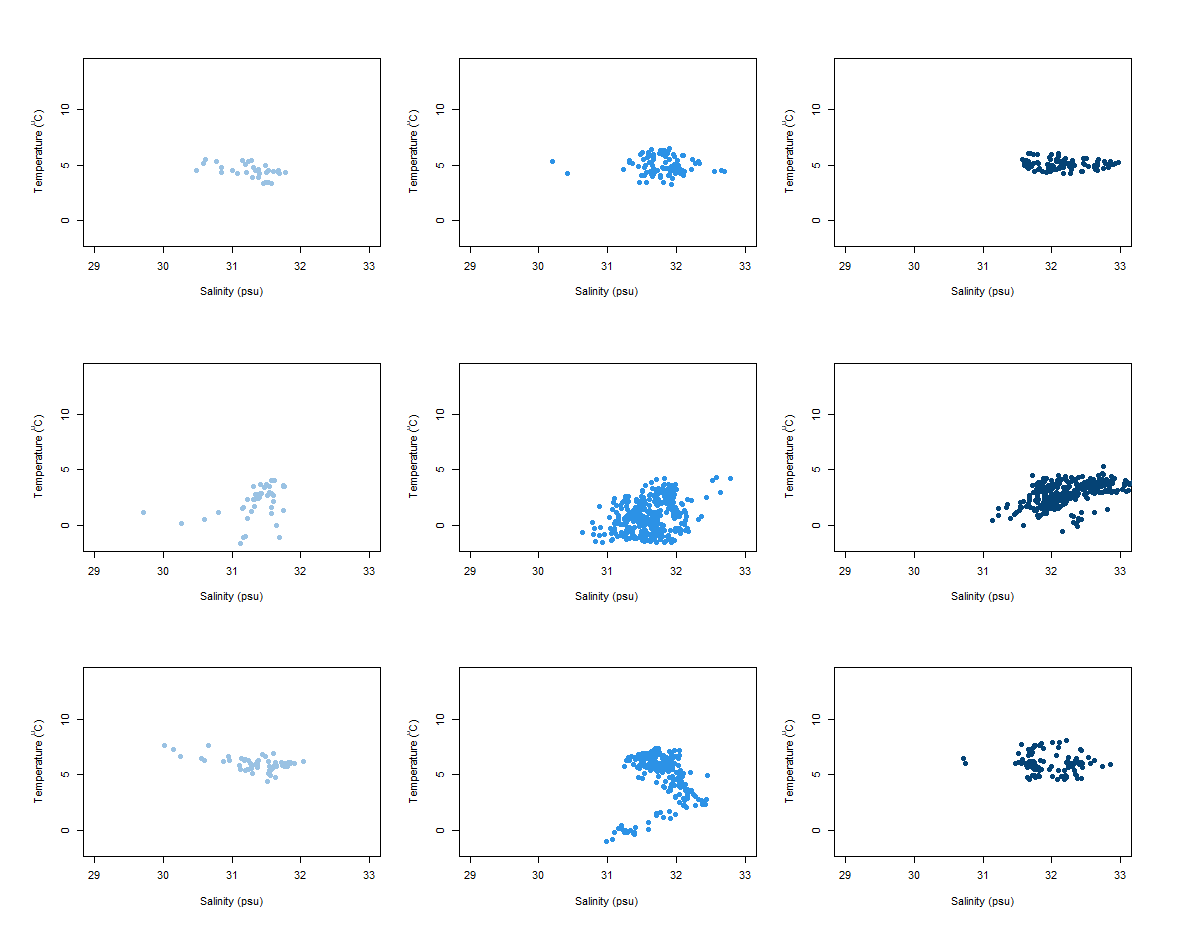 10
5
0
Temperature (°C)
29 30 31 32 33
Salinity (psu)
10
5
0
Temperature (°C)
29 30 31 32 33
Salinity (psu)
10
5
0
Temperature (°C)
29 30 31 32 33
Salinity (psu)
10
5
0
Temperature (°C)
29 30 31 32 33
Salinity (psu)
10
5
0
Temperature (°C)
29 30 31 32 33
Salinity (psu)
10
5
0
Temperature (°C)
29 30 31 32 33
Salinity (psu)
10
5
0
Temperature (°C)
29 30 31 32 33
Salinity (psu)
10
5
0
Temperature (°C)
29 30 31 32 33
Salinity (psu)
10
5
0
Temperature (°C)
29 30 31 32 33
Salinity (psu)